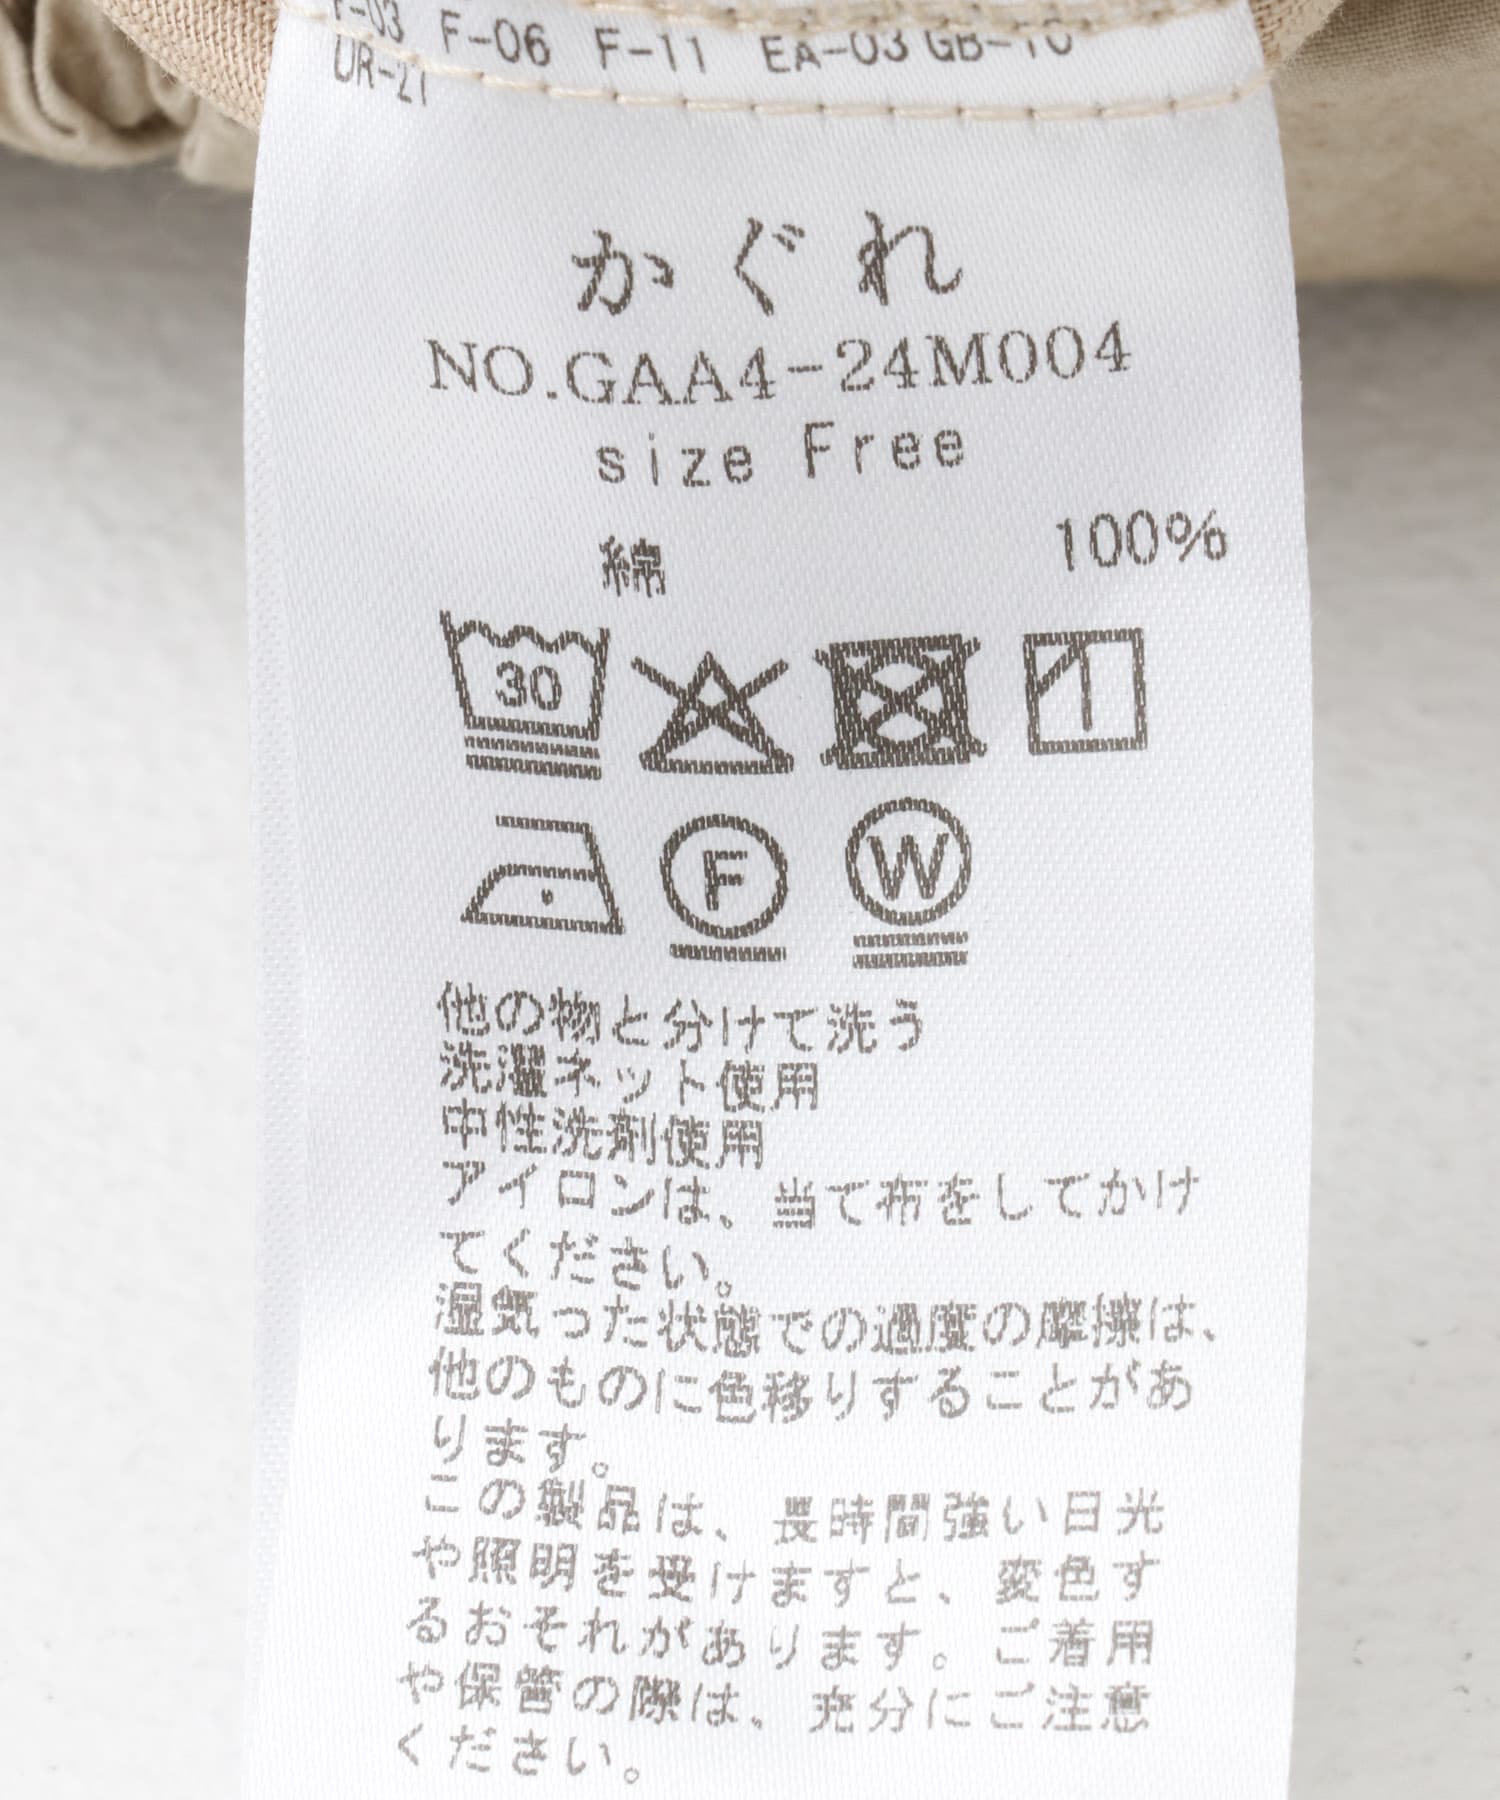 F-03 F-06 F-11 EA-03 GB-10
UR-21
かぐれ
NO.GAA4-24M004
size Free
綿 100%
30
F W
他の物と分けて洗う
洗濯ネット使用
中性洗剤使用
アイロンは、当て布をしてかけ
てください。
湿気った状態での過度の摩擦は、
他のものに色移りすることがあ
ります。
この製品は、長時間強い日光
や照明を受けますと、変色す
るおそれがあります。ご着用
や保管の際は、充分にご注意
ください。